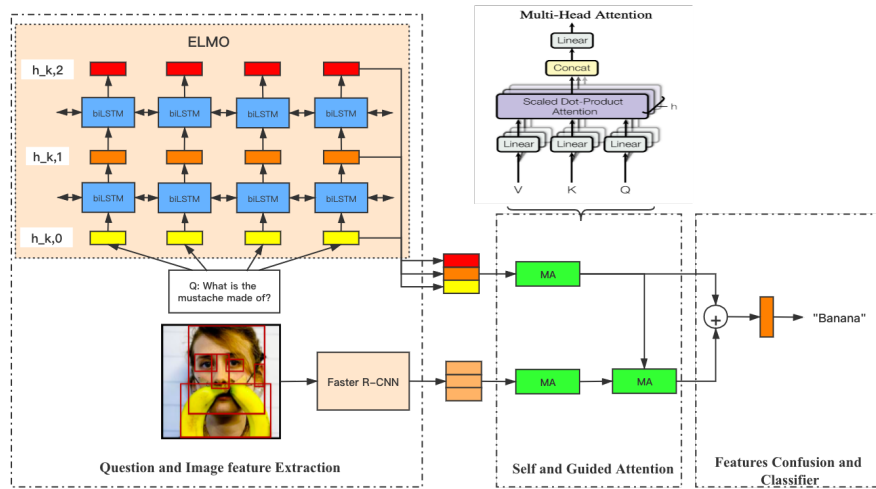 ELMO
h_k,2
biLSTM
biLSTM
biLSTM
biLSTM
h_k,1
biLSTM
biLSTM
biLSTM
biLSTM
h_k,0
Q: What is the
mustache made of?
Faster R-CNN
Question and Image feature Extraction
Multi-Head Attention
Linear
Concat
Scaled Dot-Product
Attention
h
Linear
Linear
Linear
V
K
Q
MA
MA
MA
Self and Guided Attention
+
"Banana"
Features Confusion and
Classifier